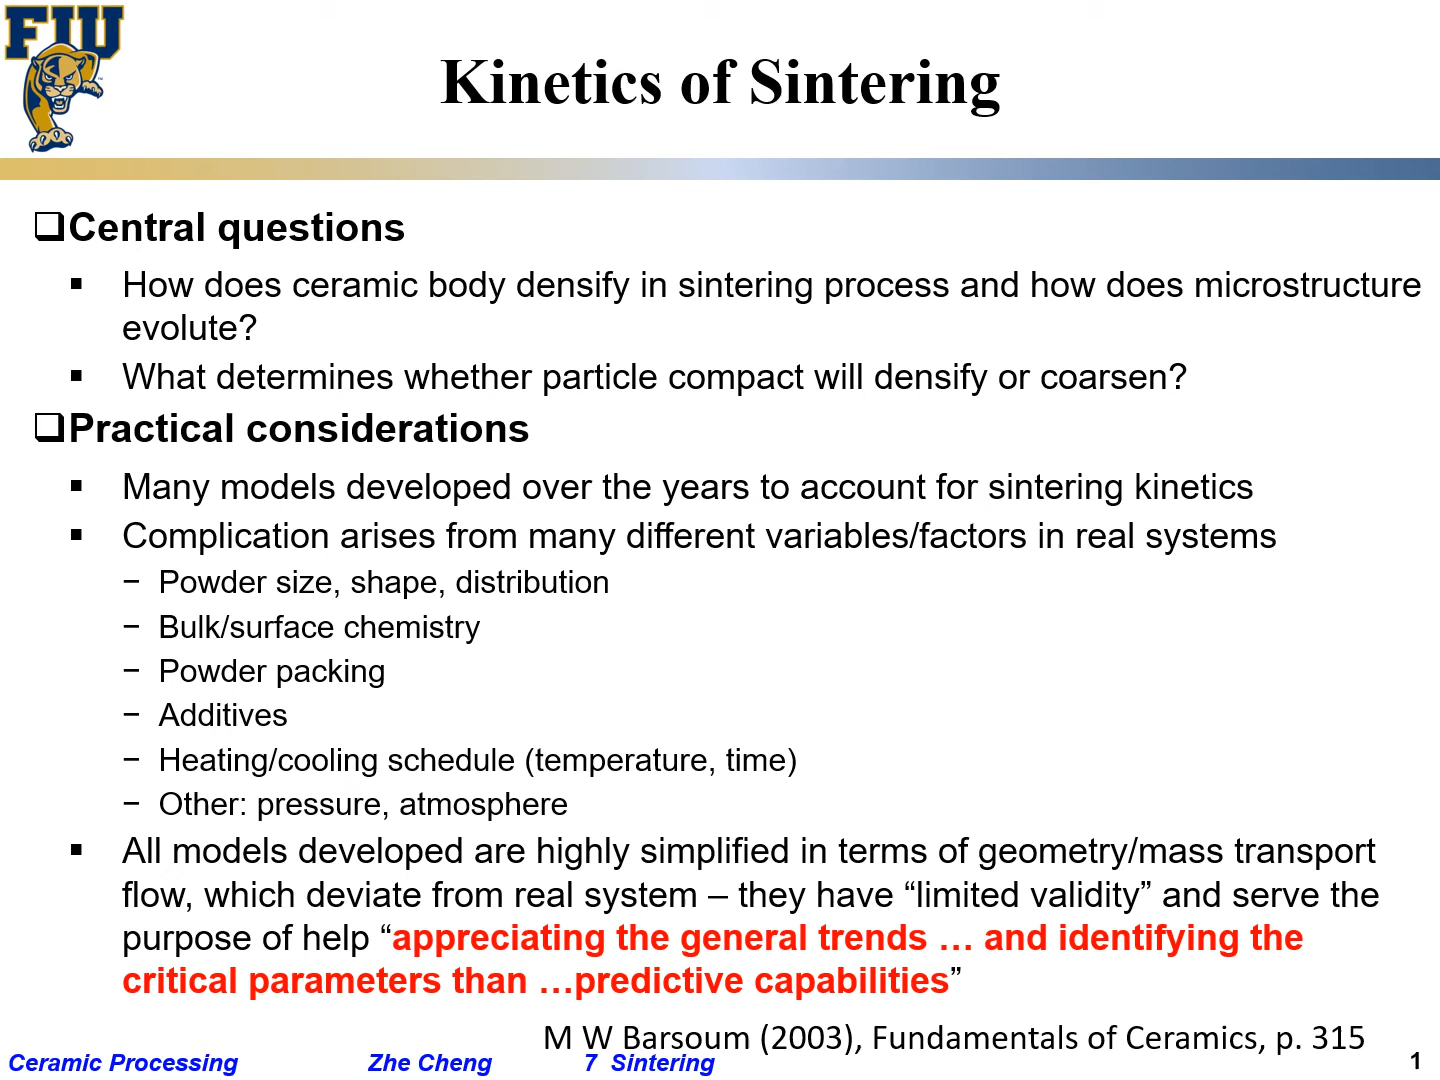 FIU
Kinetics of Sintering
❑Central questions
▪ How does ceramic body densify in sintering process and how does microstructure
evolute?
▪ What determines whether particle compact will densify or coarsen?
❑Practical considerations
▪ Many models developed over the years to account for sintering kinetics
▪ Complication arises from many different variables/factors in real systems
− Powder size, shape, distribution
− Bulk/surface chemistry
− Powder packing
− Additives
− Heating/cooling schedule (temperature, time)
− Other: pressure, atmosphere
▪ All models developed are highly simplified in terms of geometry/mass transport
flow, which deviate from real system – they have “limited validity” and serve the
purpose of help “appreciating the general trends … and identifying the
critical parameters than …predictive capabilities”
M W Barsoum (2003), Fundamentals of Ceramics, p. 315
Ceramic Processing Zhe Cheng 7 Sintering 1